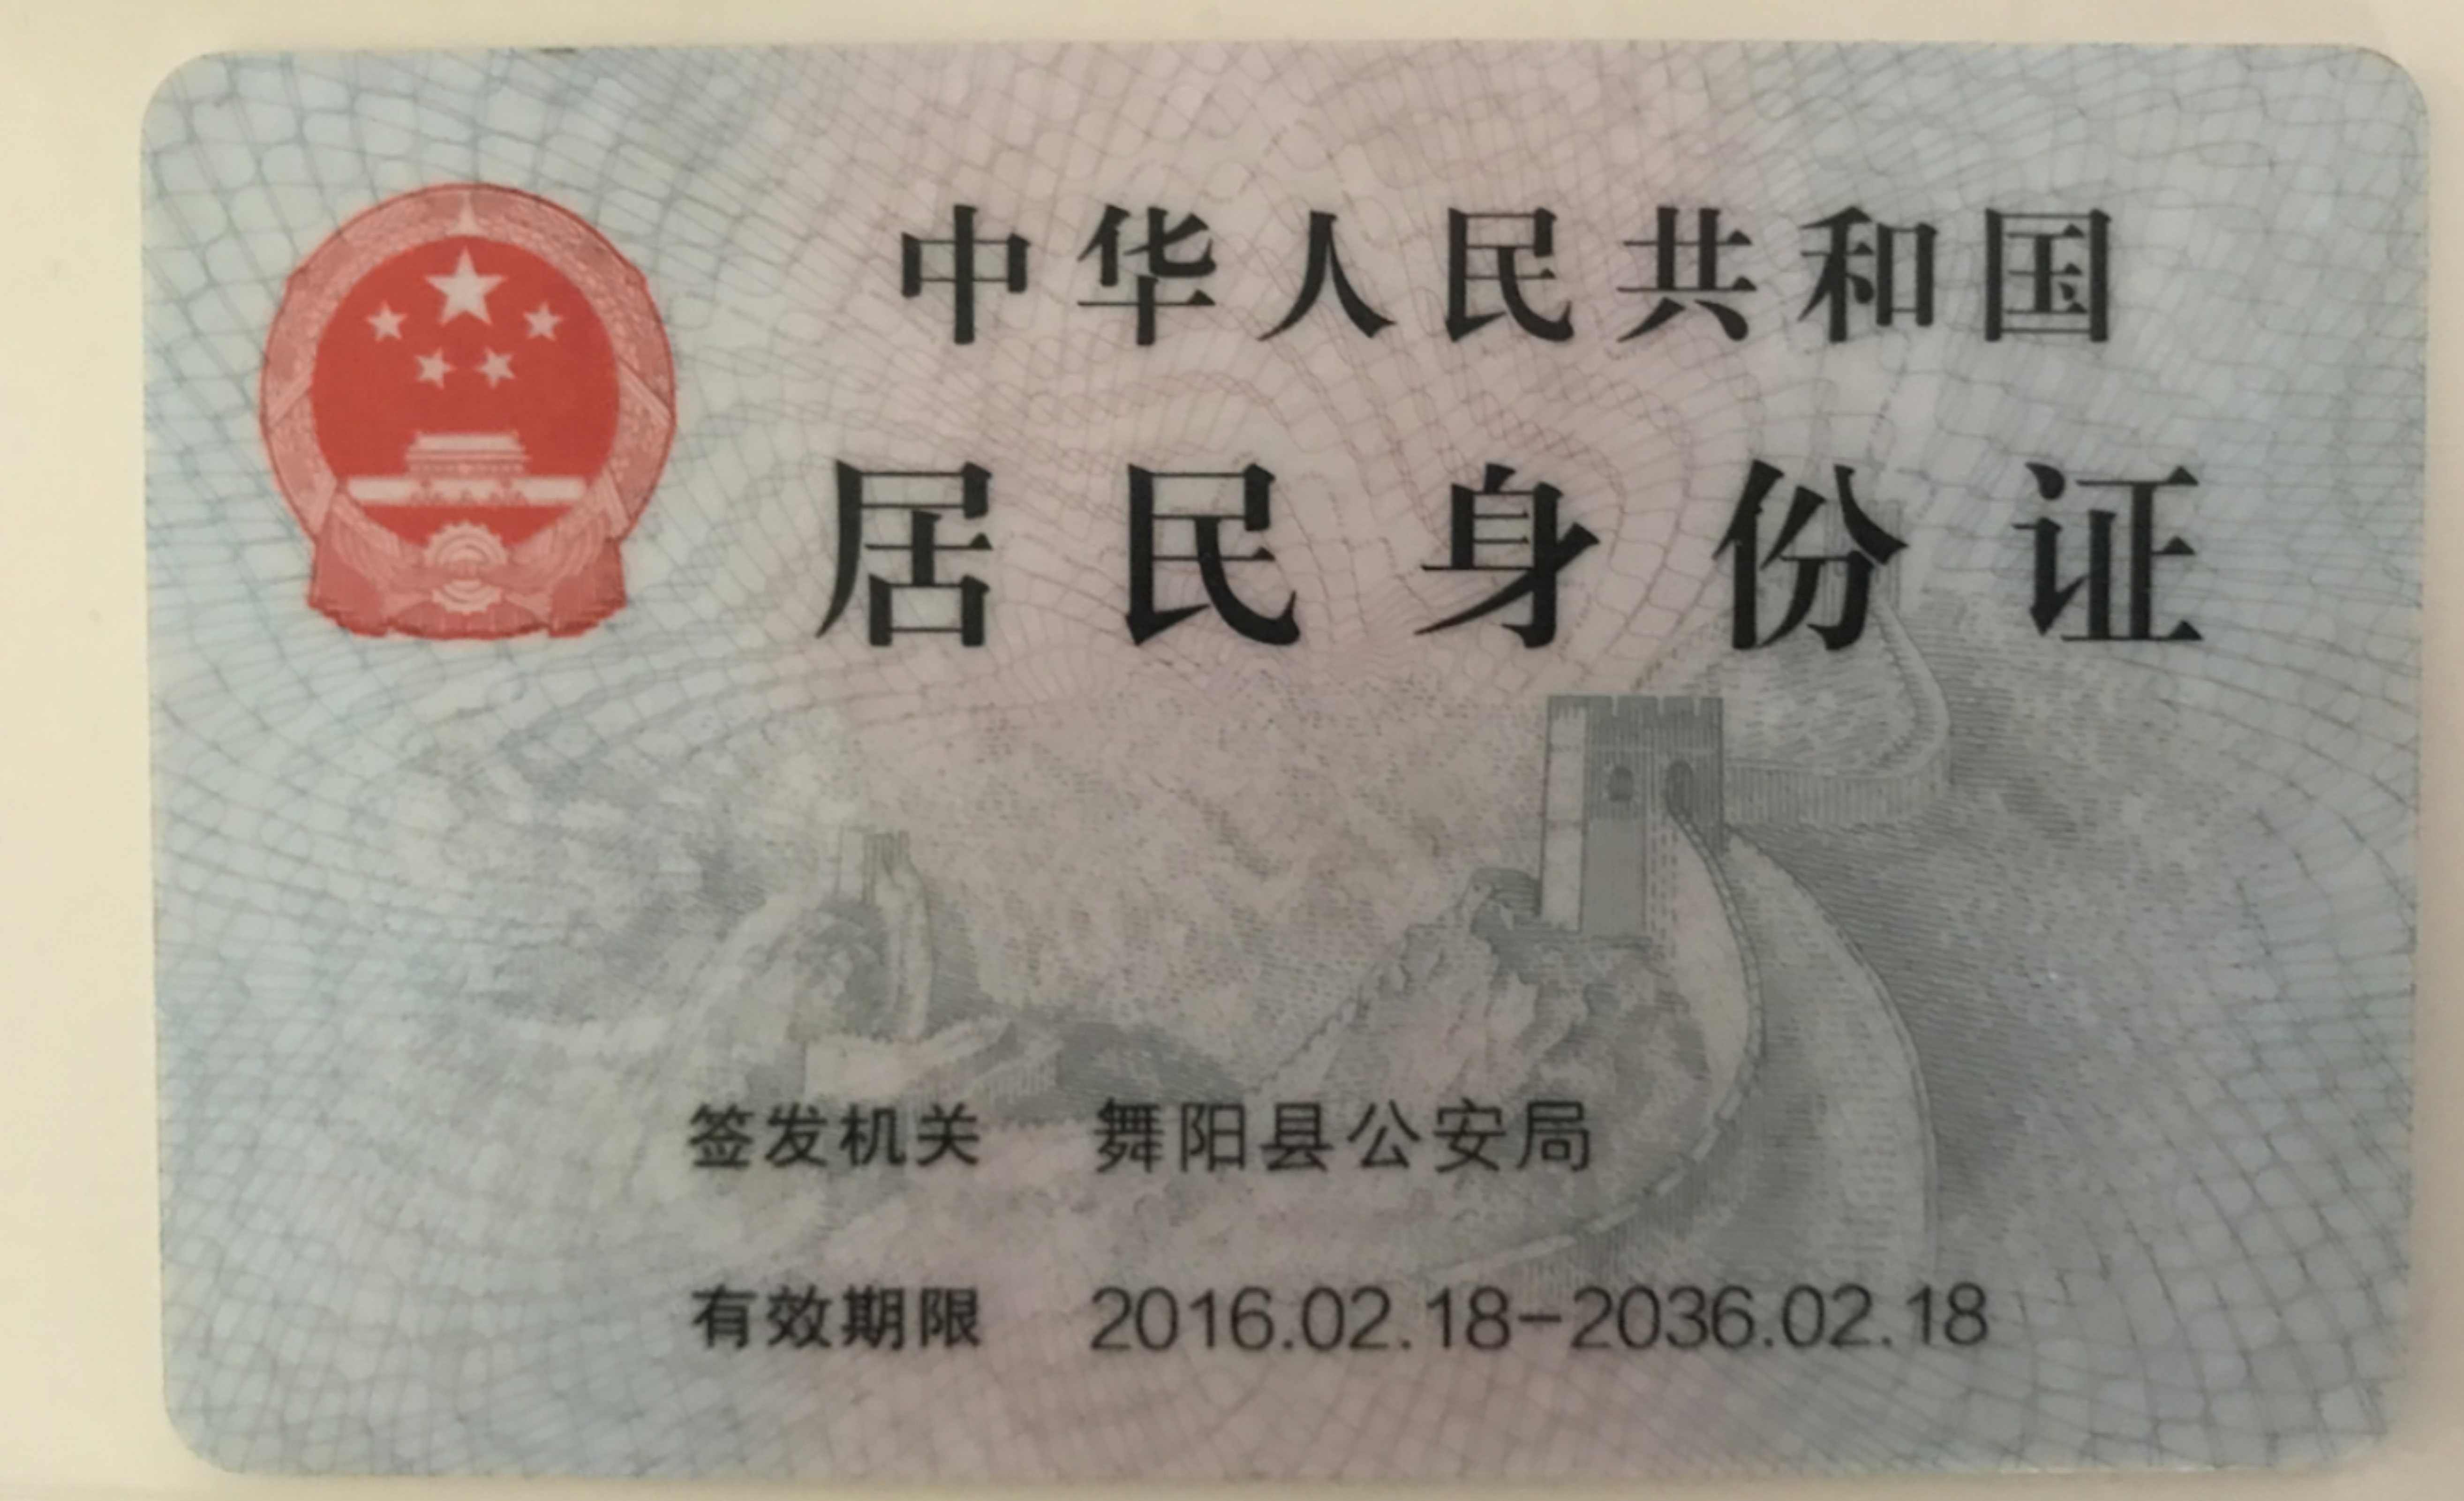 中华人民共和国
居民身份证
签发机关 舞阳县公安局
有效期限 2016.02.18-2036.02.18